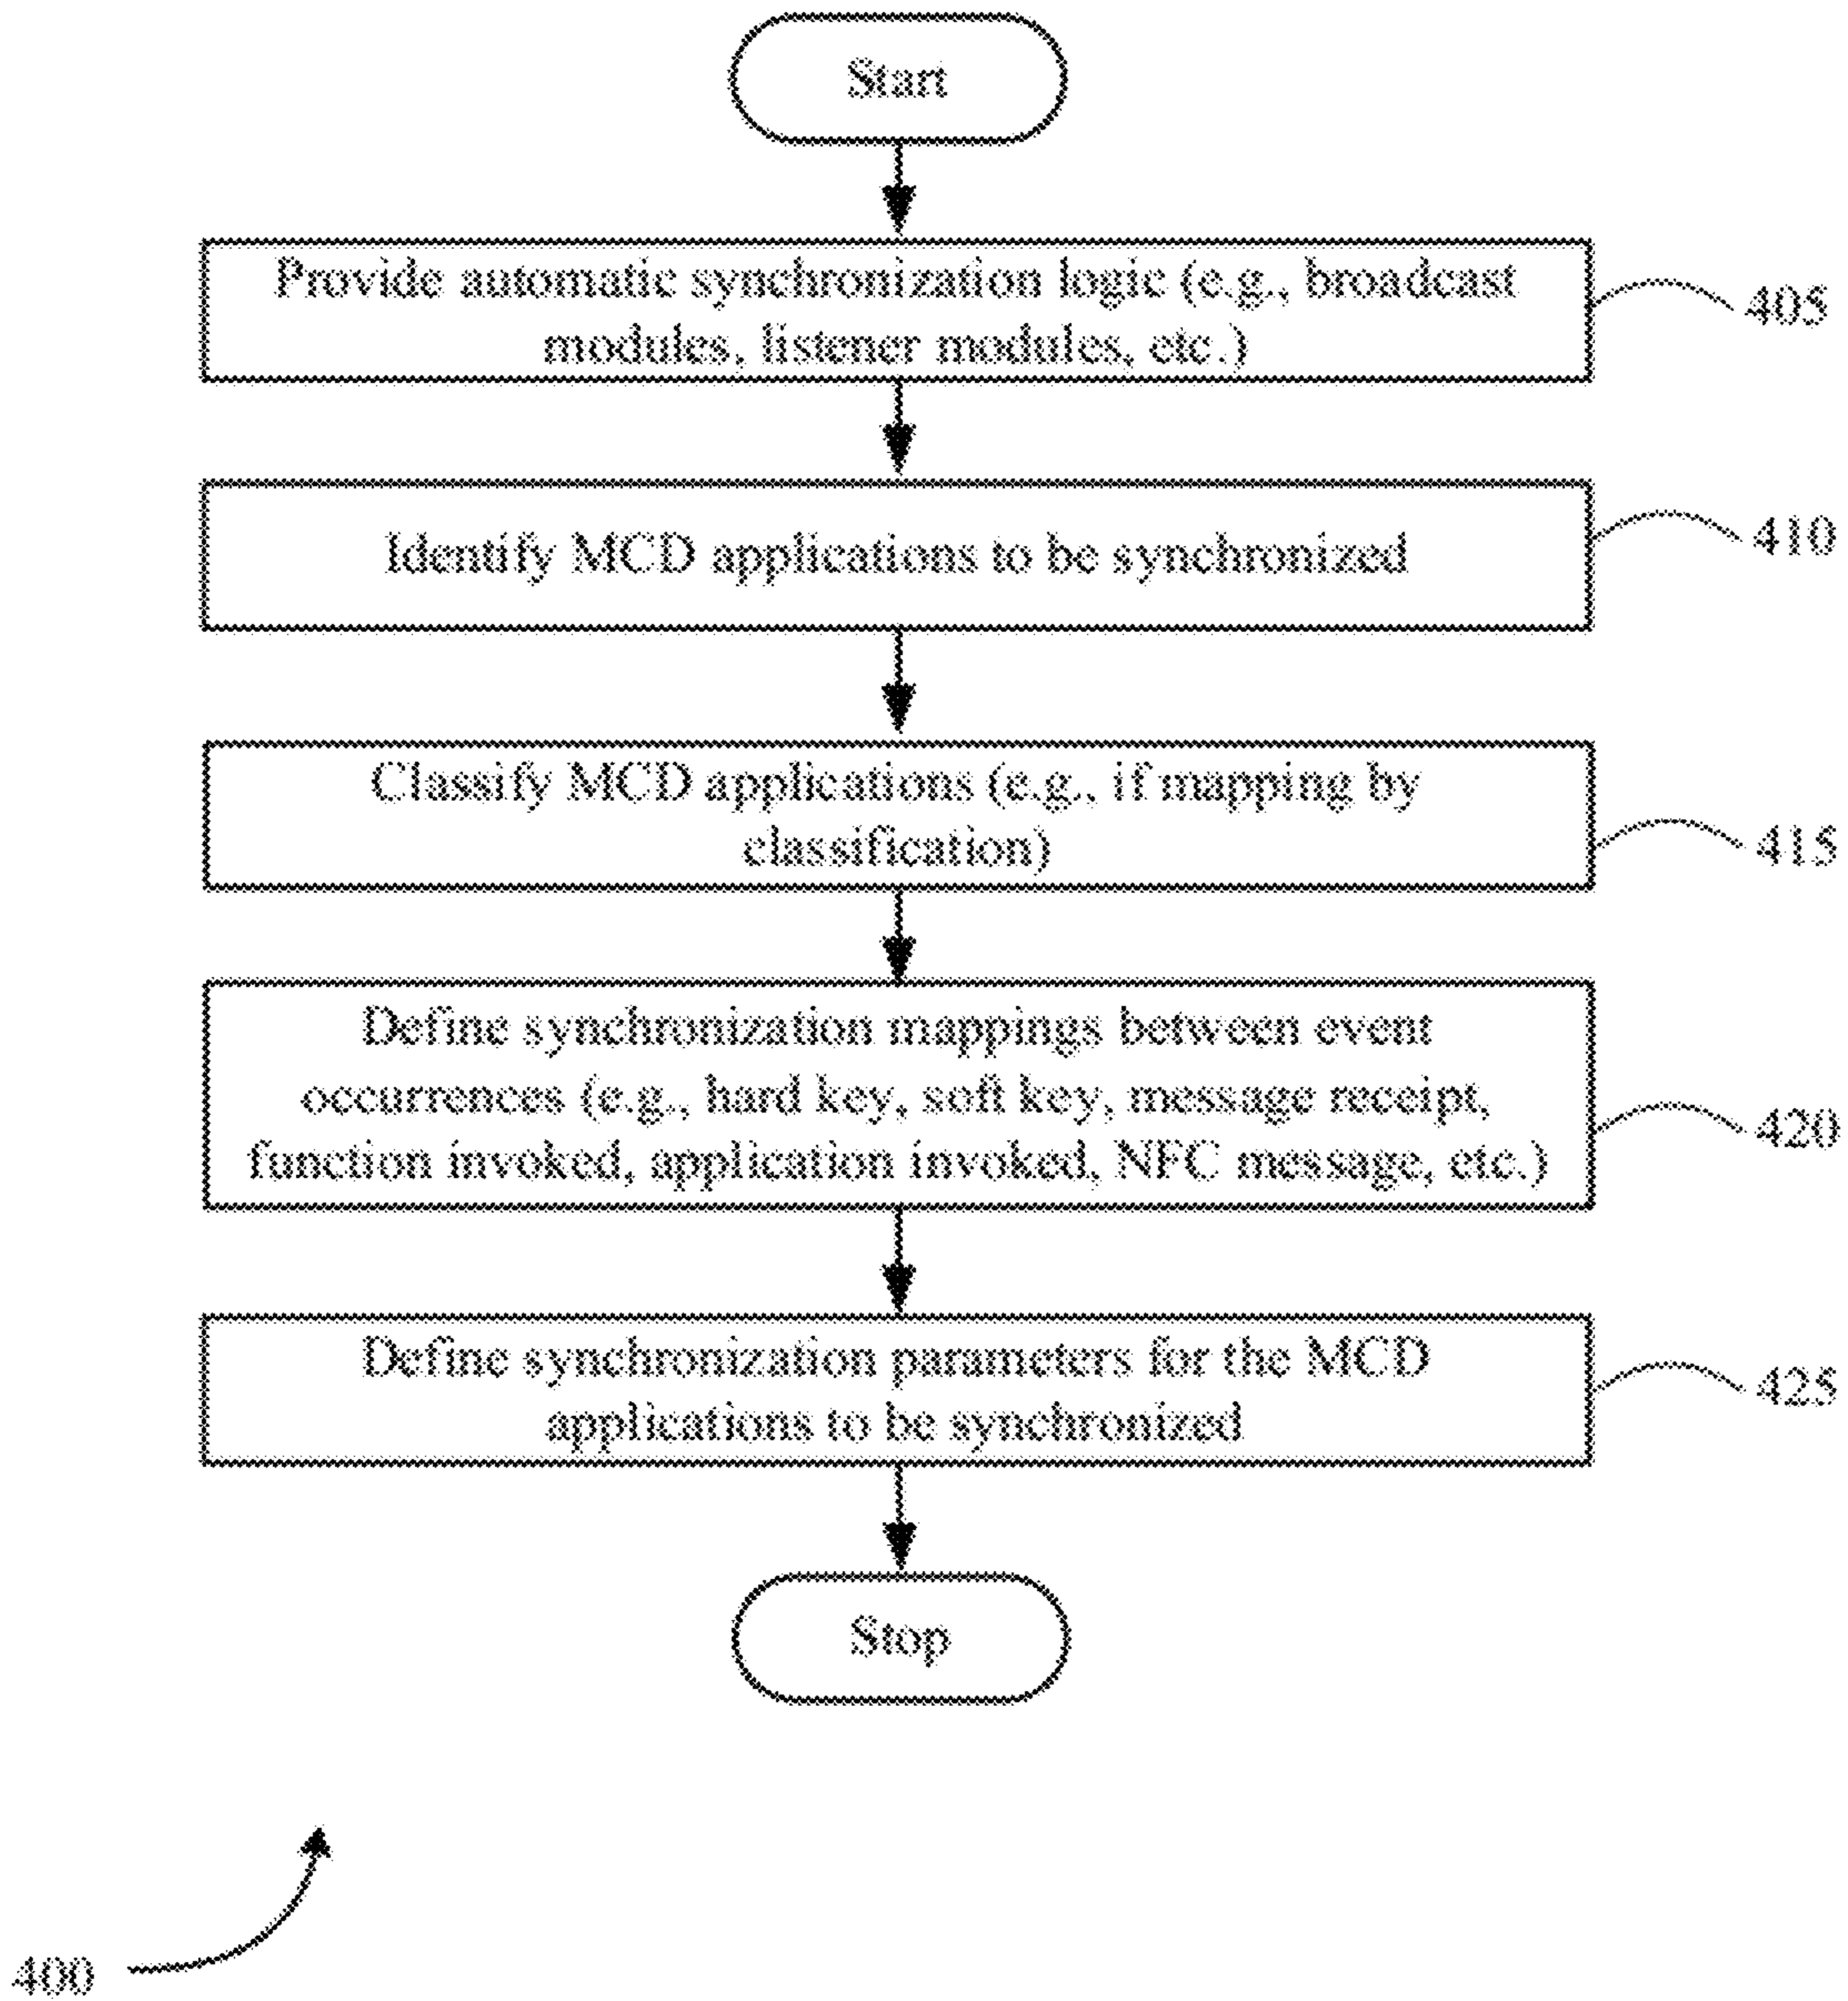 Start
Provide automatic synchronization logic (e.g., broadcast
modules, listener modules, etc.)
405
Identify MCD applications to be synchronized
410
Classify MCD applications (e.g., if mapping by
classification)
415
Define synchronization mappings between event
occurrences (e.g., hard key, soft key, message receipt,
function invoked, application invoked, NFC message, etc.)
420
Define synchronization parameters for the MCD
applications to be synchronized
425
Stop
400